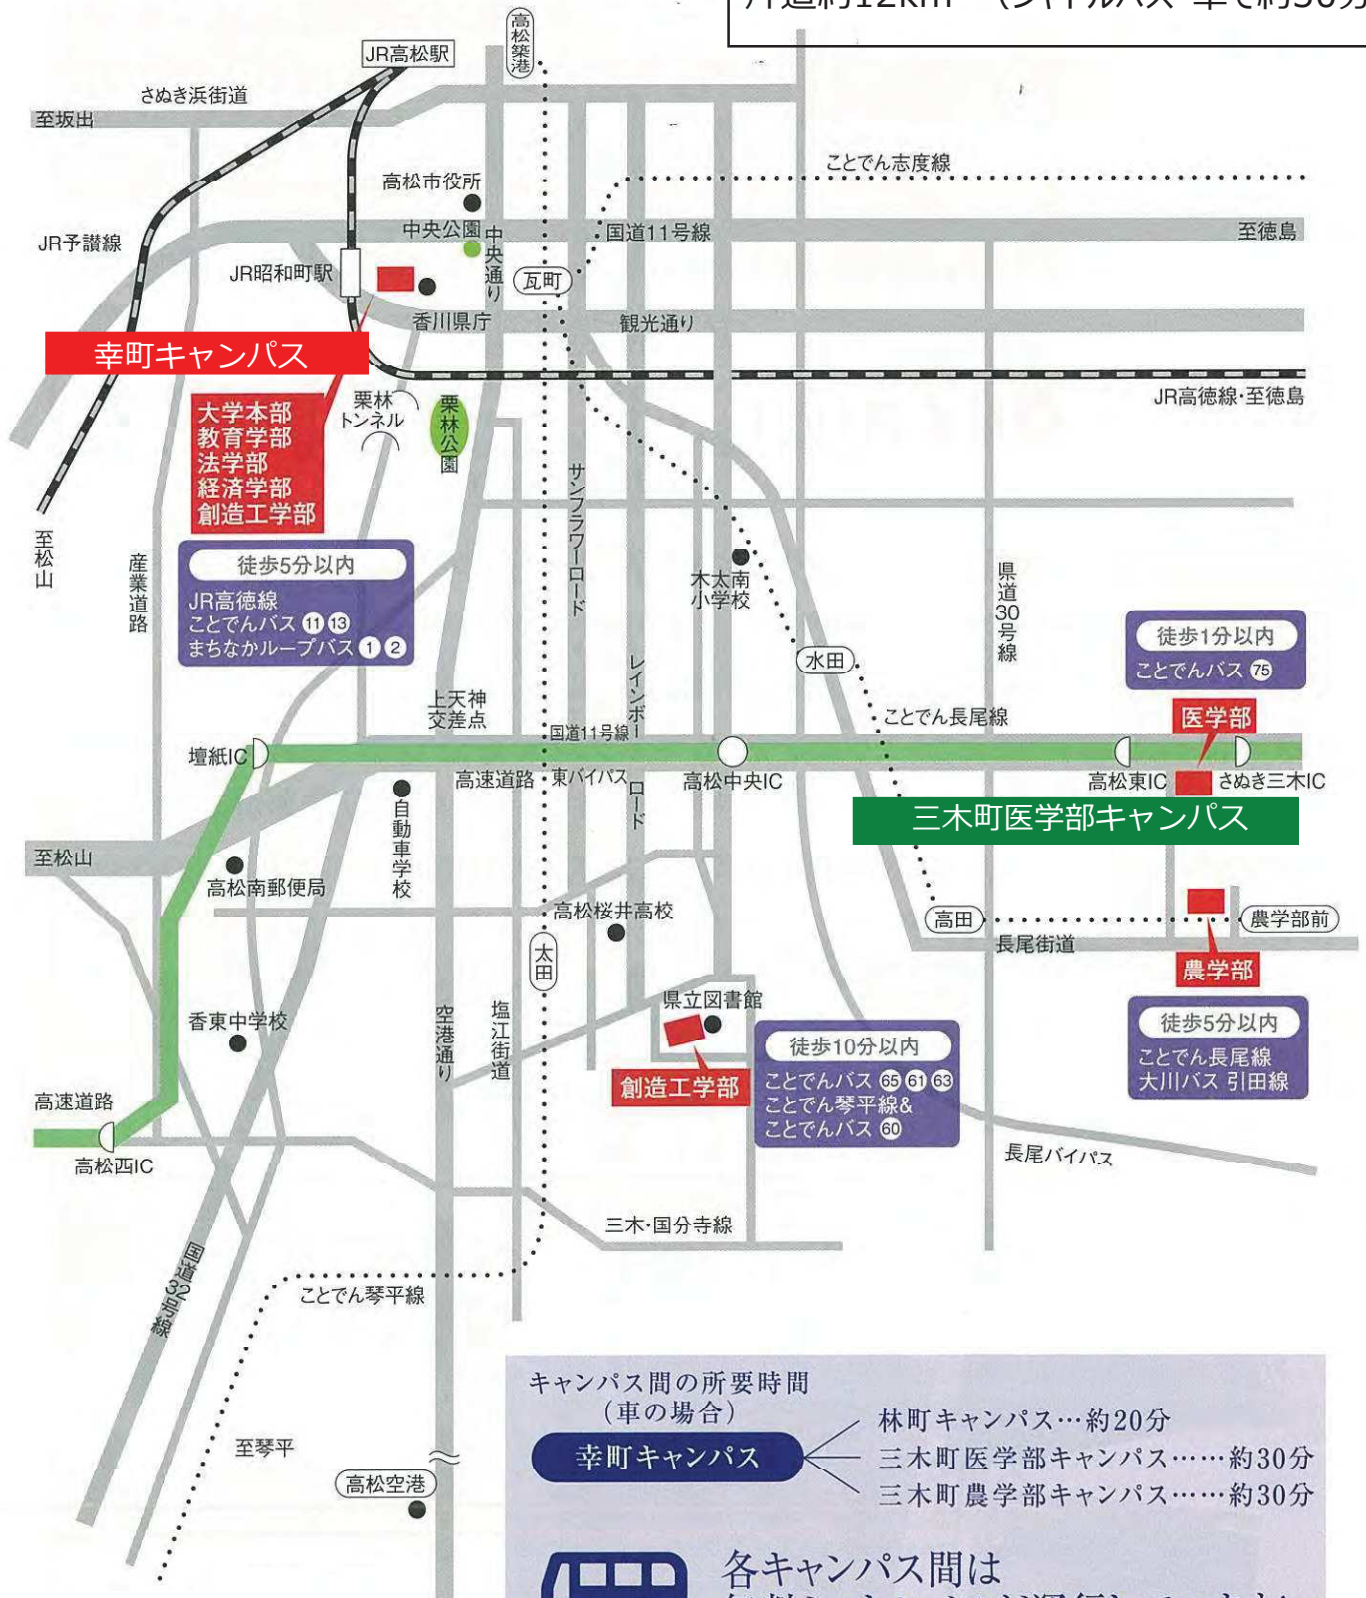 片道約12km （シャトルバス・車で約30分
高松築港
JR高松駅
さぬき浜街道
至坂出
ことでん志度線
高松市役所
中央公園
中央通り
国道11号線
至徳島
JR予讃線
JR昭和町駅
瓦町
香川県庁
観光通り
幸町キャンパス
JR高徳線・至徳島
大学本部
教育学部
法学部
経済学部
創造工学部
栗林
トンネル
栗林公園
サンフラワーロード
至松山
産業道路
徒歩5分以内
JR高徳線
ことでんバス 11 13
まちなかループバス 1 2
木太南
小学校
県道30号線
徒歩1分以内
ことでんバス 75
水田
レインボーロード
上天神
交差点
ことでん長尾線
医学部
国道11号線
東バイパス
壇紙IC
高速道路
高松中央IC
高松東IC
さぬき三木IC
三木町医学部キャンパス
自動車学校
至松山
高松南郵便局
高松桜井高校
太田
高田
農学部前
長尾街道
農学部
県立図書館
香東中学校
空港通り
塩江街道
徒歩10分以内
ことでんバス 65 61 63
ことでん琴平線&
ことでんバス 60
創造工学部
徒歩5分以内
ことでん長尾線
大川バス 引田線
高速道路
高松西IC
長尾バイパス
三木・国分寺線
国道32号線
ことでん琴平線
至琴平
高松空港
キャンパス間の所要時間
（車の場合）
幸町キャンパス
林町キャンパス…約20分
三木町医学部キャンパス……約30分
三木町農学部キャンパス……約30分
各キャンパス間は